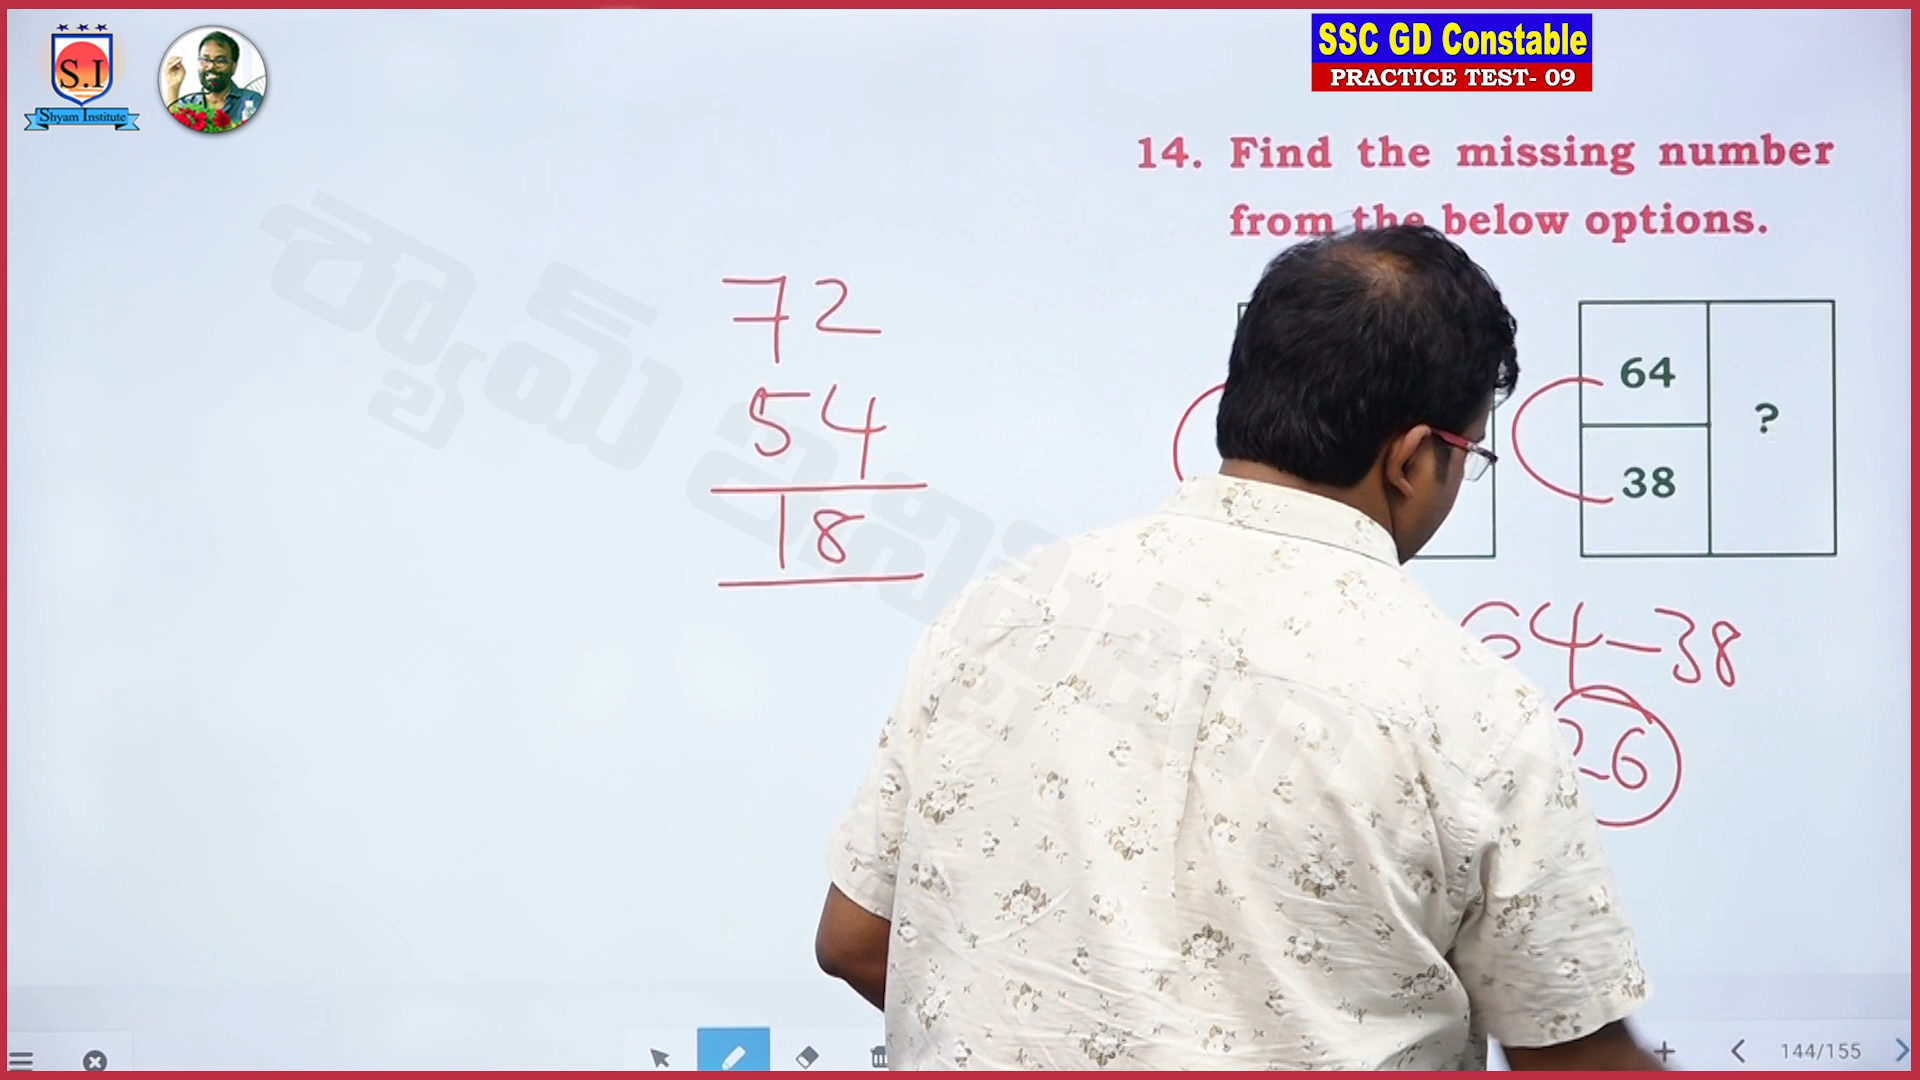 S.I
Shyam Institute
SSC GD Constable
PRACTICE TEST- 09
14. Find the missing number
from the below options.
72
54
18
64
?
38
64-38
26
శ్యామ్ ఇన్స్టిట్యూట్
144/155